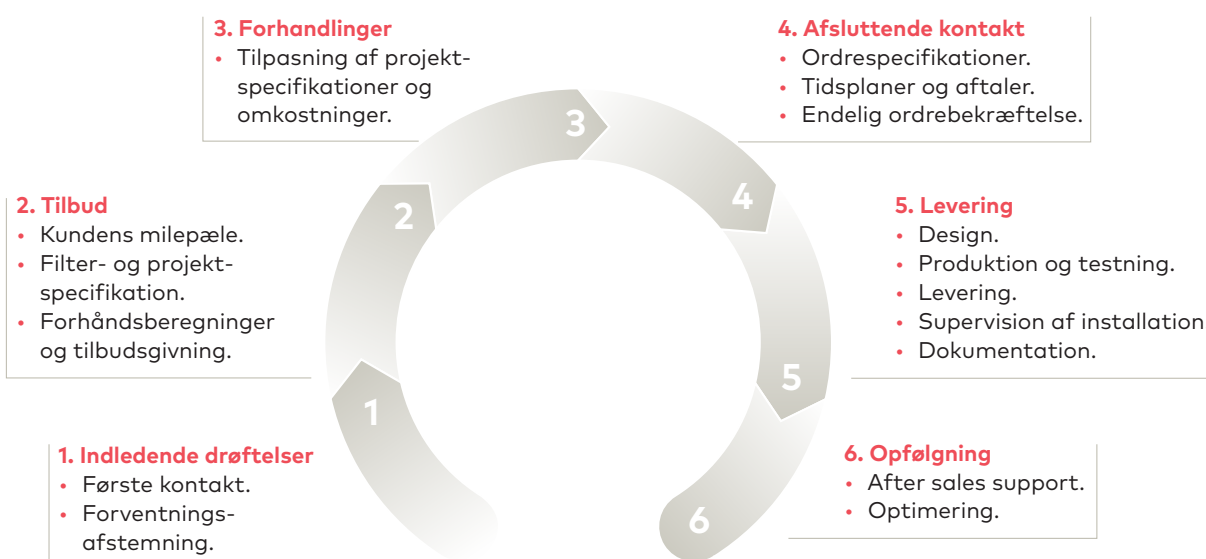 3. Forhandlinger
• Tilpasning af projekt-
specifikationer og
omkostninger.
4. Afsluttende kontakt
• Ordrespecifikationer.
• Tidsplaner og aftaler.
• Endelig ordrebekræftelse.
3
2. Tilbud
• Kundens milepæle.
• Filter- og projekt-
specifikation.
• Forhåndsberegninger
og tilbudsgivning.
2
4
5. Levering
• Design.
• Produktion og testning.
• Levering.
• Supervision af installation
• Dokumentation.
5
1
1. Indledende drøftelser
• Første kontakt.
• Forventnings-
afstemning.
6. Opfølgning
• After sales support.
• Optimering.
6